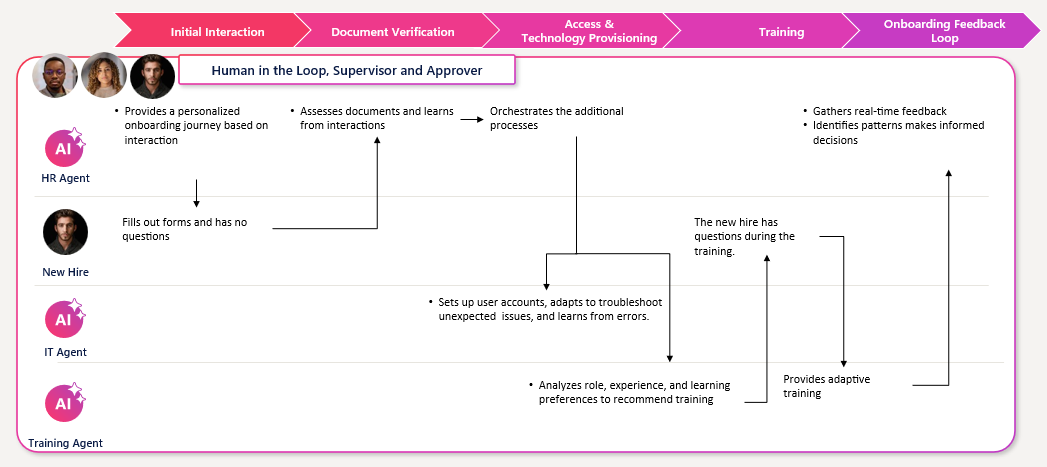 Initial Interaction
Document Verification
Access &
Technology Provisioning
Training
Onboarding Feedback
Loop
Human in the Loop, Supervisor and Approver
• Provides a personalized
onboarding journey based on
interaction
• Assesses documents and learns
from interactions
Orchestrates the additional
processes
• Gathers real-time feedback
• Identifies patterns makes informed
decisions
AI
HR Agent
Fills out forms and has no
questions
The new hire has
questions during the
training.
New Hire
• Sets up user accounts, adapts to troubleshoot
unexpected issues, and learns from errors.
AI
IT Agent
• Analyzes role, experience, and learning
preferences to recommend training
Provides adaptive
training
AI
Training Agent